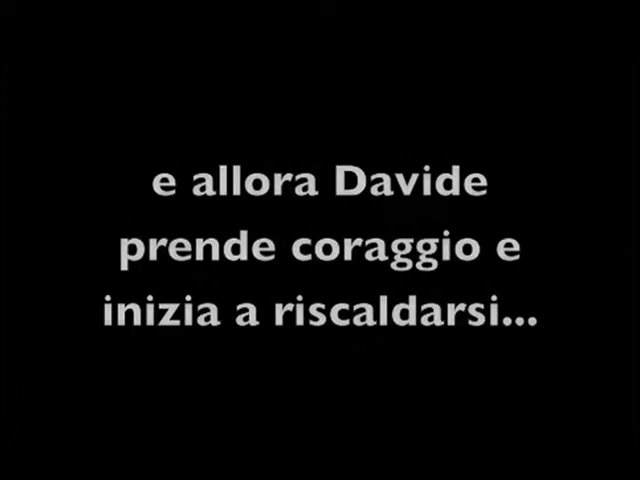 e allora Davide
prende coraggio e
inizia a riscaldarsi...